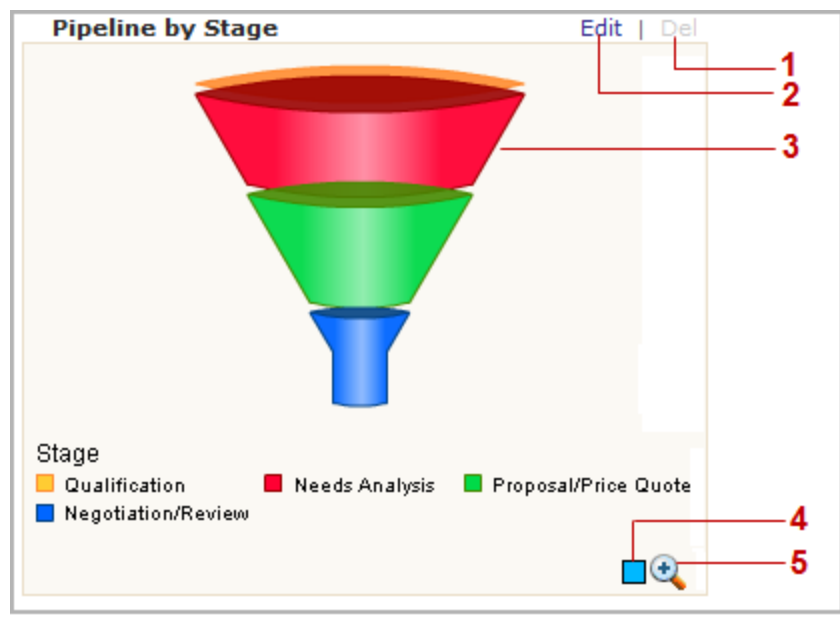 Pipeline by Stage Edit | Del
1
2
3
Stage
Qualification Needs Analysis Proposal/Price Quote
Negotiation/Review
4
5